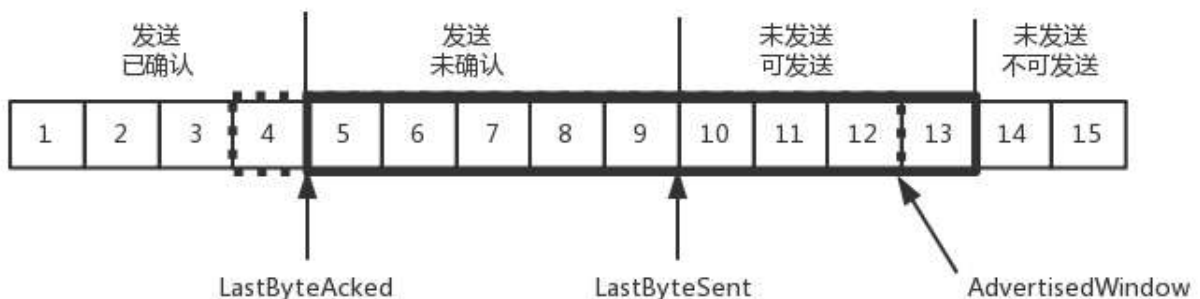 发送 发送 未发送 未发送
已确认 未确认 可发送 不可发送
1 2 3 4 5 6 7 8 9 10 11 12 13 14 15
LastByteAcked LastByteSent AdvertisedWindow